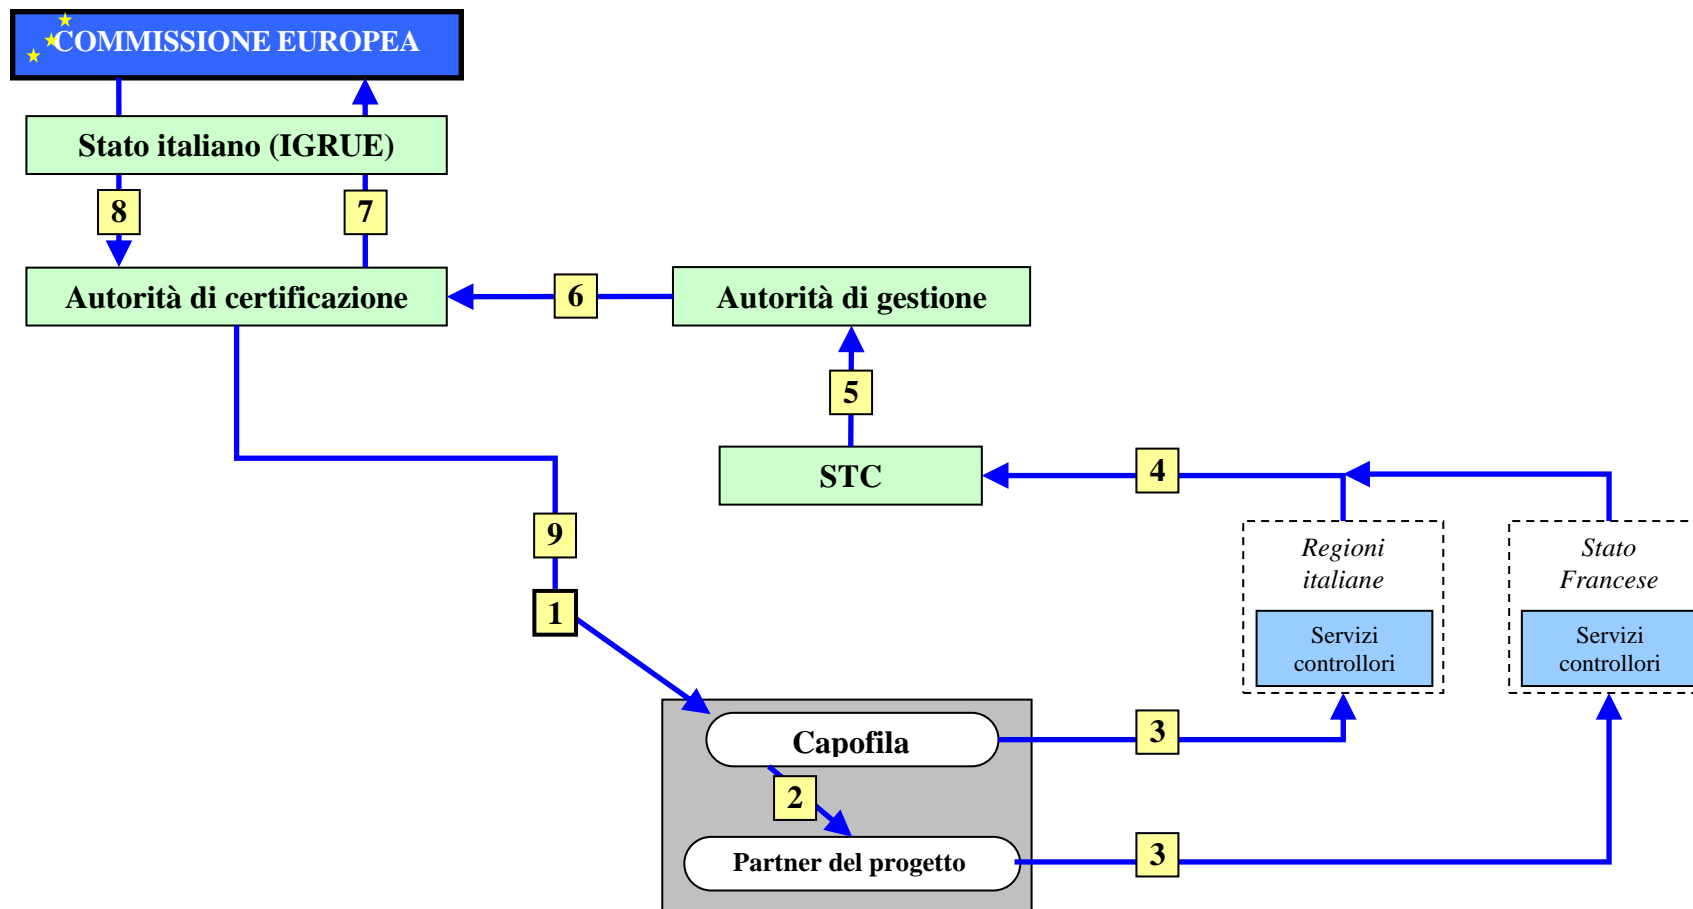 COMMISSIONE EUROPEA
Stato italiano (IGRUE)
8
7
Autorità di certificazione
6
Autorità di gestione
5
STC
4
9
Regioni
italiane
Stato
Francese
1
Servizi
controllori
Servizi
controllori
Capofila
3
2
Partner del progetto
3